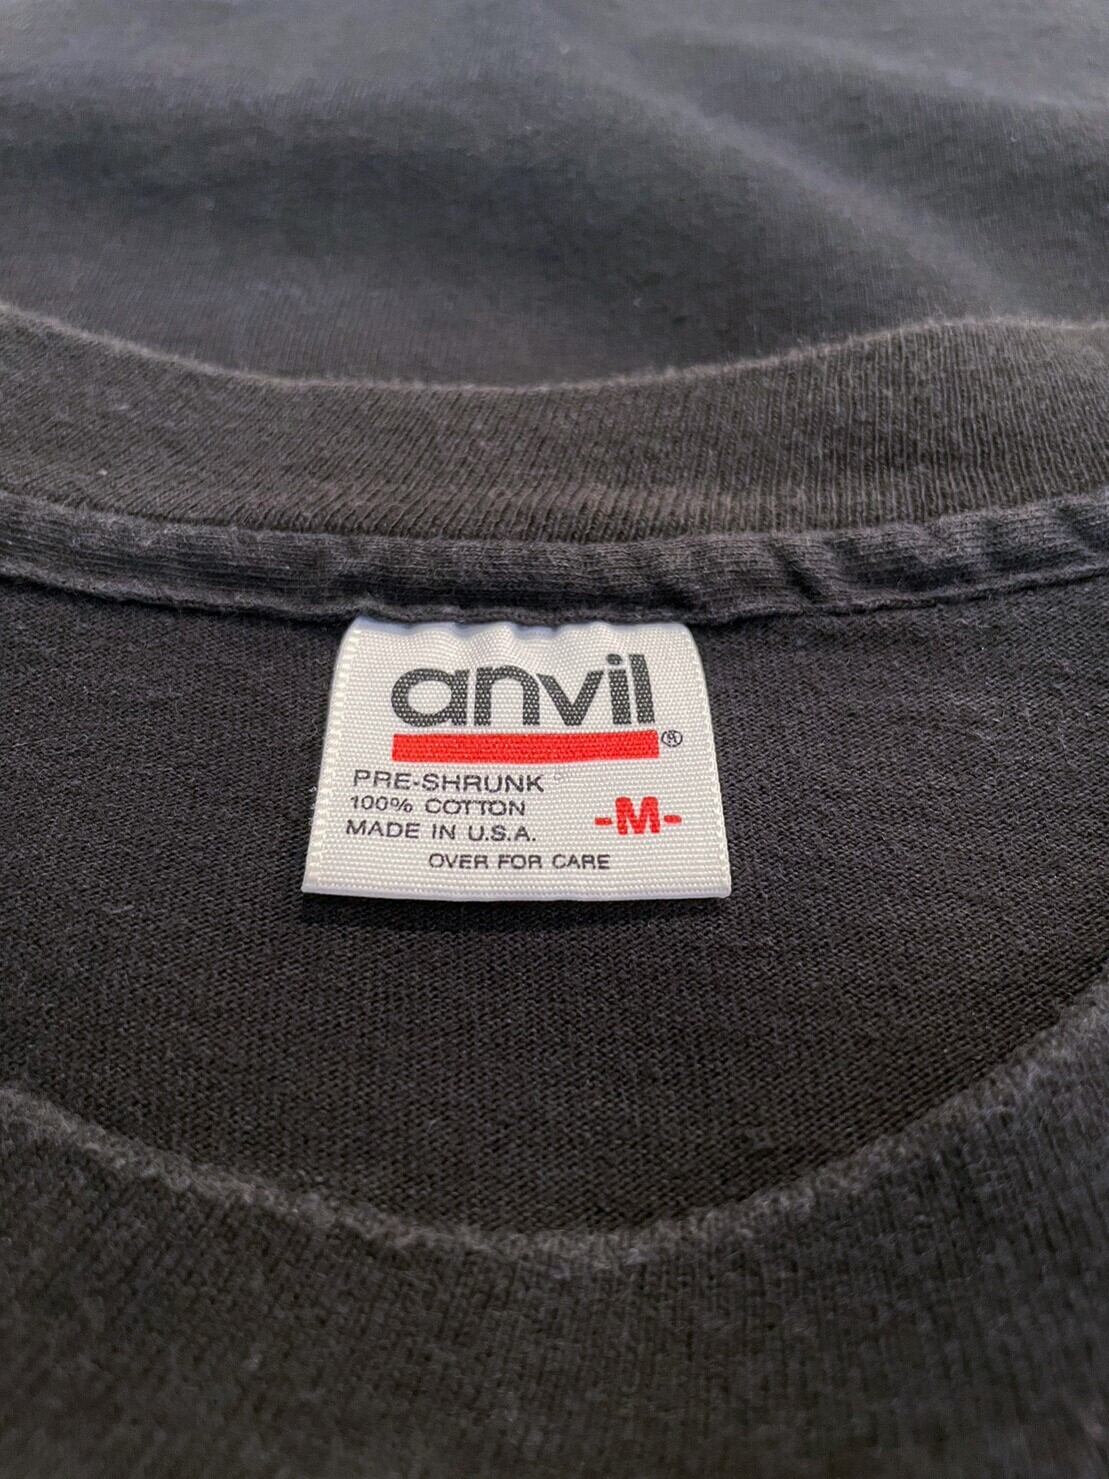 anvil®
PRE-SHRUNK
100% COTTON
MADE IN U.S.A.
-M-
OVER FOR CARE